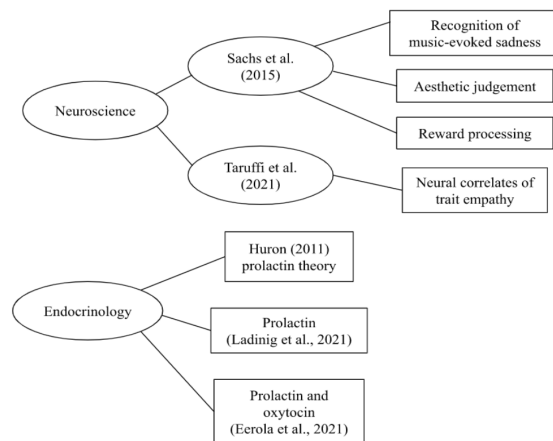 Recognition of
music-evoked sadness
Sachs et al.
(2015)
Aesthetic judgement
Neuroscience
Reward processing
Taruffi et al.
(2021)
Neural correlates of
trait empathy
Huron (2011)
prolactin theory
Endocrinology
Prolactin
(Ladinig et al., 2021)
Prolactin and
oxytocin
(Eerola et al., 2021)